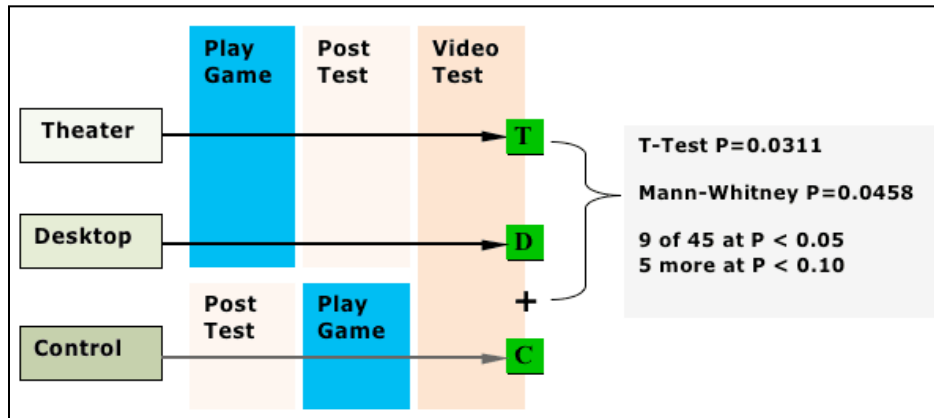 Play
Game
Post
Test
Video
Test
Theater
T
T-Test P=0.0311
Mann-Whitney P=0.0458
9 of 45 at P < 0.05
5 more at P < 0.10
Desktop
D
+
Post
Test
Play
Game
Control
C